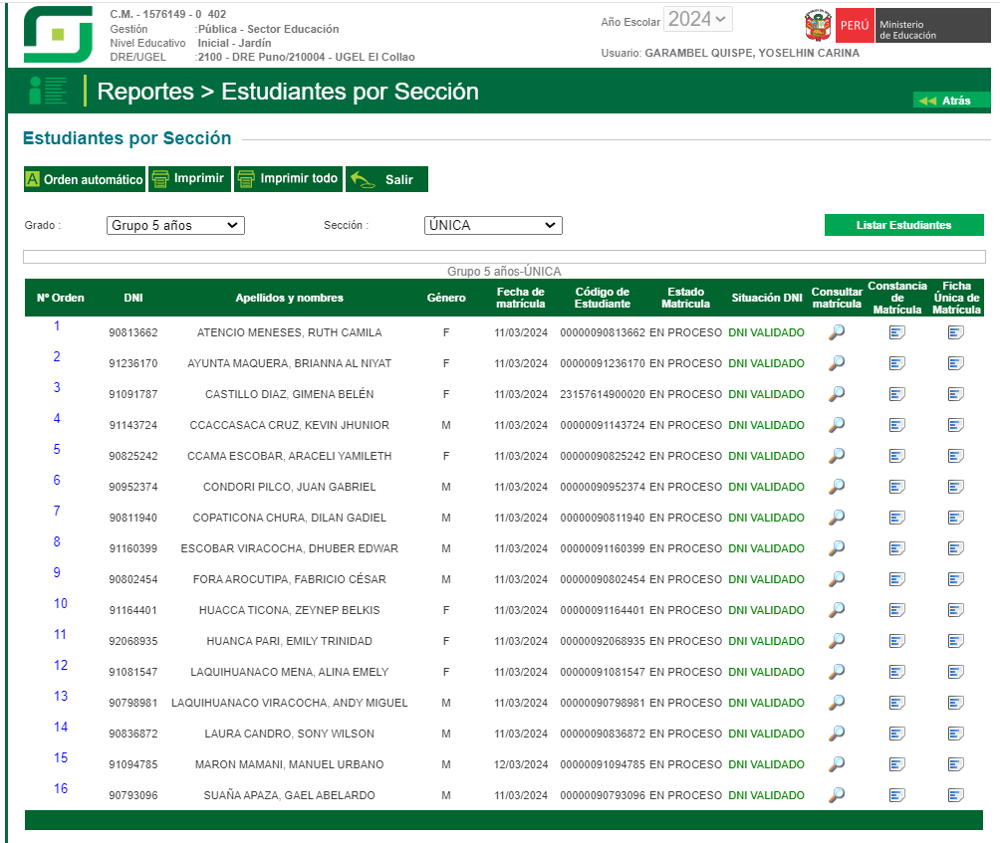 C.M. - 1576149 - 0 402
Gestión :Pública - Sector Educación
Nivel Educativo Inicial - Jardín
DRE/UGEL :2100 - DRE Puno/210004 - UGEL El Collao
Año Escolar 2024
PERÚ Ministerio de Educación
Usuario: GARAMBEL QUISPE, YOSELHIN CARINA
Reportes > Estudiantes por Sección
Atrás
Estudiantes por Sección
A Orden automático Imprimir Imprimir todo Salir
Grado : Grupo 5 años Sección : ÚNICA Listar Estudiantes
Grupo 5 años-ÚNICA
Nº Orden DNI Apellidos y nombres Género Fecha de matrícula Código de Estudiante Estado Matricula Situación DNI Consultar matrícula Constancia de Matrícula Ficha Única de Matrícula
1 90813662 ATENCIO MENESES, RUTH CAMILA F 11/03/2024 00000090813662 EN PROCESO DNI VALIDADO
2 91236170 AYUNTA MAQUERA, BRIANNA AL NIYAT F 11/03/2024 00000091236170 EN PROCESO DNI VALIDADO
3 91091787 CASTILLO DIAZ, GIMENA BELÉN F 11/03/2024 23157614900020 EN PROCESO DNI VALIDADO
4 91143724 CCACCASACA CRUZ, KEVIN JHUNIOR M 11/03/2024 00000091143724 EN PROCESO DNI VALIDADO
5 90825242 CCAMA ESCOBAR, ARACELI YAMILETH F 11/03/2024 00000090825242 EN PROCESO DNI VALIDADO
6 90952374 CONDORI PILCO, JUAN GABRIEL M 11/03/2024 00000090952374 EN PROCESO DNI VALIDADO
7 90811940 COPATICONA CHURA, DILAN GADIEL M 11/03/2024 00000090811940 EN PROCESO DNI VALIDADO
8 91160399 ESCOBAR VIRACOCHA, DHUBER EDWAR M 11/03/2024 00000091160399 EN PROCESO DNI VALIDADO
9 90802454 FORA AROCUTIPA, FABRICIO CÉSAR M 11/03/2024 00000090802454 EN PROCESO DNI VALIDADO
10 91164401 HUACCA TICONA, ZEYNEP BELKIS F 11/03/2024 00000091164401 EN PROCESO DNI VALIDADO
11 92068935 HUANCA PARI, EMILY TRINIDAD F 11/03/2024 00000092068935 EN PROCESO DNI VALIDADO
12 91081547 LAQUIHUANACO MENA, ALINA EMELY F 11/03/2024 00000091081547 EN PROCESO DNI VALIDADO
13 90798981 LAQUIHUANACO VIRACOCHA, ANDY MIGUEL M 11/03/2024 00000090798981 EN PROCESO DNI VALIDADO
14 90836872 LAURA CANDRO, SONY WILSON M 11/03/2024 00000090836872 EN PROCESO DNI VALIDADO
15 91094785 MARON MAMANI, MANUEL URBANO M 12/03/2024 00000091094785 EN PROCESO DNI VALIDADO
16 90793096 SUAÑA APAZA, GAEL ABELARDO M 11/03/2024 00000090793096 EN PROCESO DNI VALIDADO